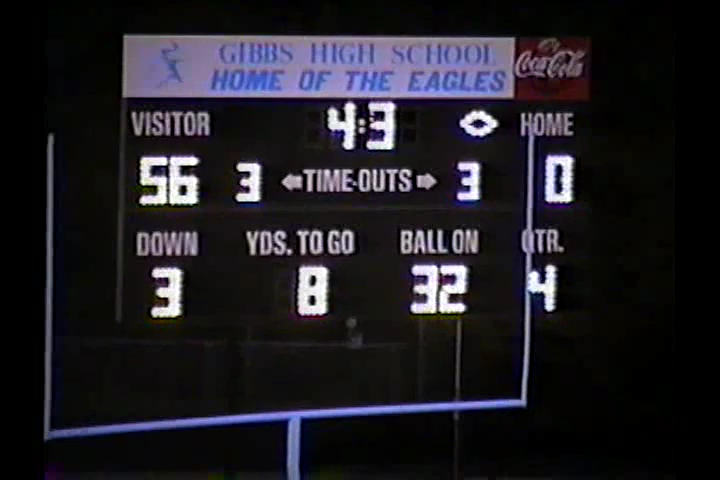 GIBBS HIGH SCHOOL
HOME OF THE EAGLES
Coca-Cola
VISITOR 4:3 HOME
56 3 TIME-OUTS 3 0
DOWN YDS. TO GO BALL ON QTR.
3 8 32 4